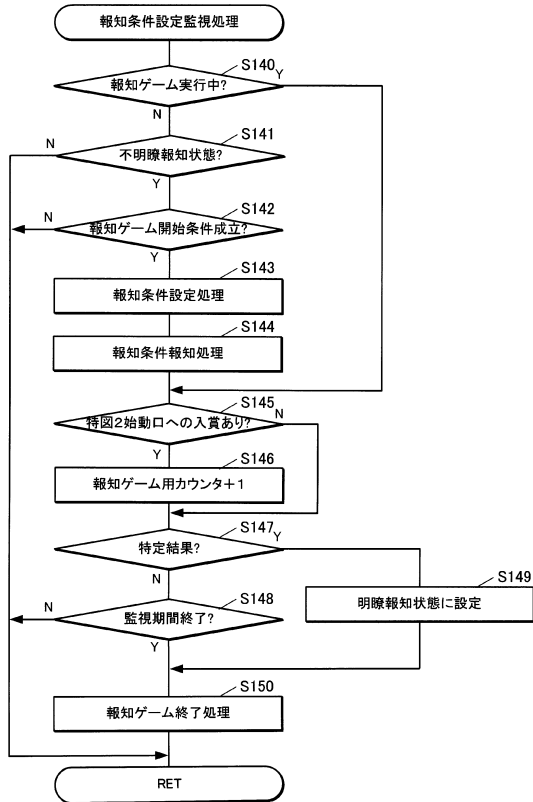 報知条件設定監視処理
S140
報知ゲーム実行中?
Y
N
S141
不明瞭報知状態?
N
Y
S142
報知ゲーム開始条件成立?
N
Y
S143
報知条件設定処理
S144
報知条件報知処理
S145
特図2始動口への入賞あり?
N
Y
S146
報知ゲーム用カウンタ+1
S147
特定結果?
Y
N
S149
明瞭報知状態に設定
S148
監視期間終了?
N
Y
S150
報知ゲーム終了処理
RET